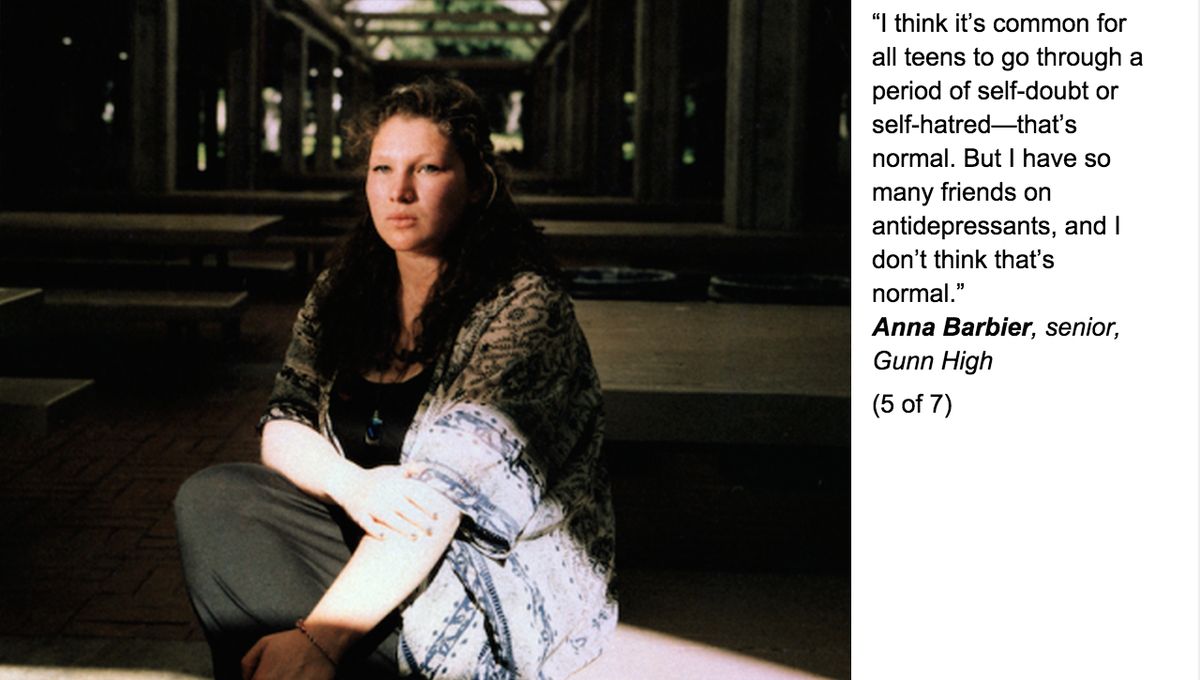 “I think it’s common for
all teens to go through a
period of self-doubt or
self-hatred—that’s
normal. But I have so
many friends on
antidepressants, and I
don’t think that’s
normal.”
Anna Barbier, senior,
Gunn High
(5 of 7)